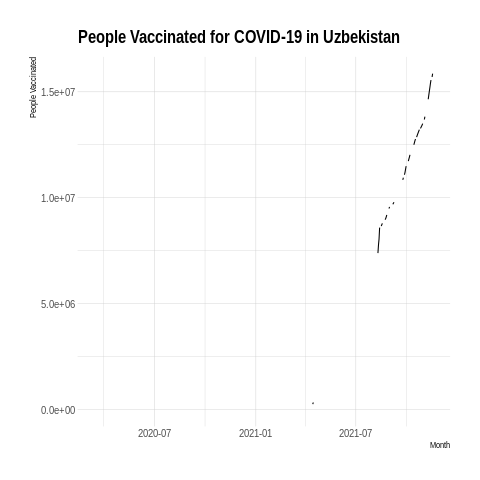 People Vaccinated for COVID-19 in Uzbekistan
People Vaccinated
1.5e+07
1.0e+07
5.0e+06
0.0e+00
2020-07 2021-01 2021-07
Month